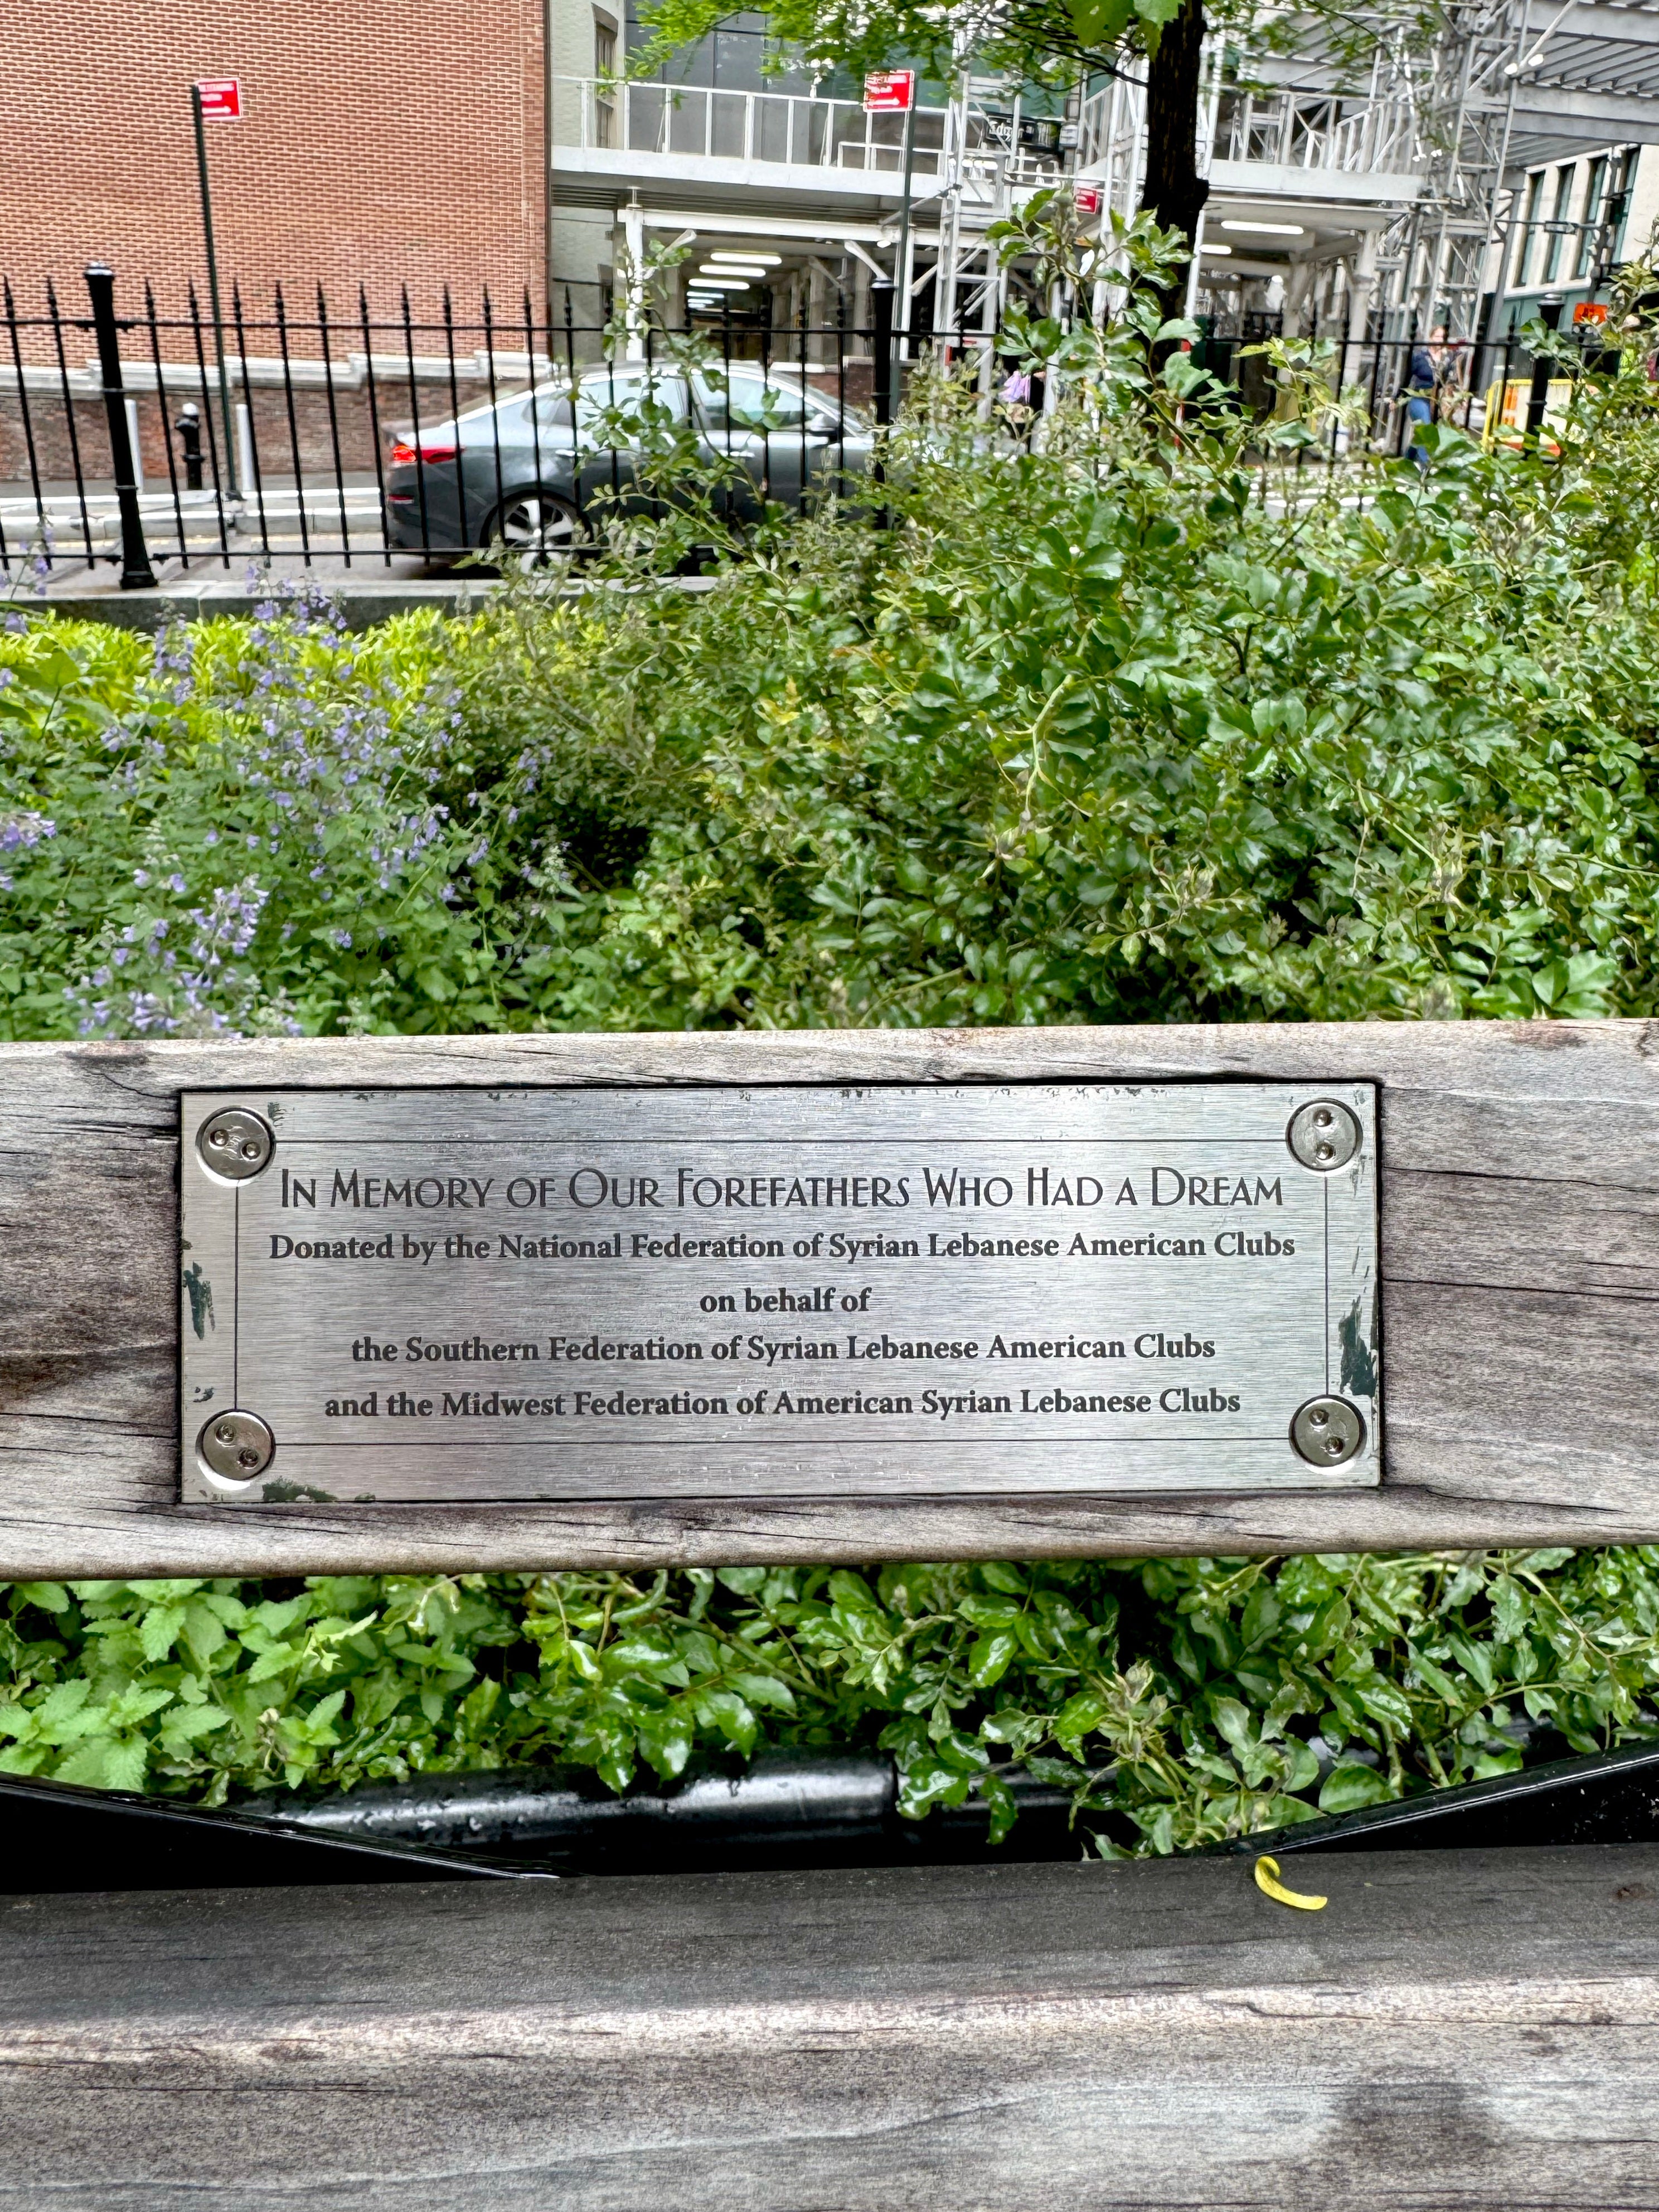 In Memory of Our Forefathers Who Had a Dream
Donated by the National Federation of Syrian Lebanese American Clubs
on behalf of
the Southern Federation of Syrian Lebanese American Clubs
and the Midwest Federation of American Syrian Lebanese Clubs